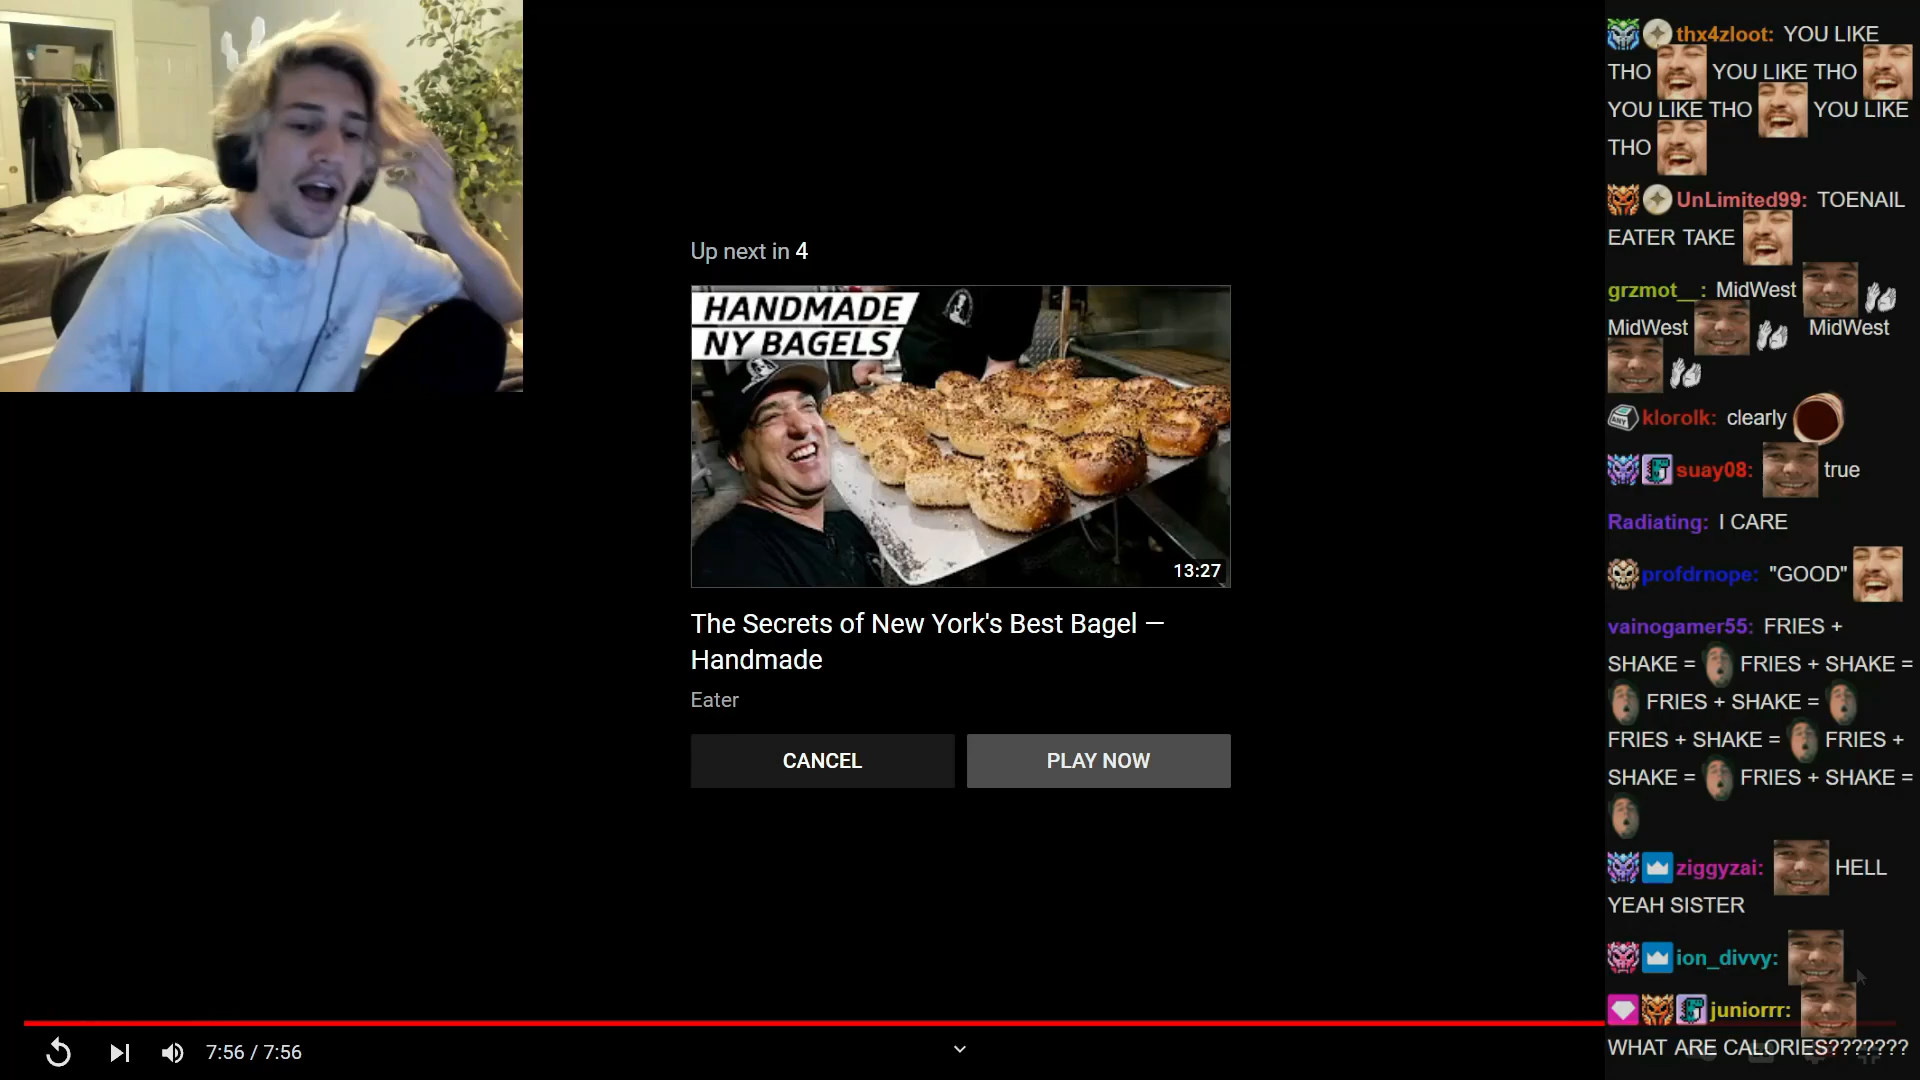 Up next in 4
HANDMADE
NY BAGELS
13:27
The Secrets of New York's Best Bagel —
Handmade
Eater
CANCEL
PLAY NOW
7:56 / 7:56
thx4zloot: YOU LIKE
THO YOU LIKE THO
YOU LIKE THO YOU LIKE
THO
UnLimited99: TOENAIL
EATER TAKE
grzmot__: MidWest
MidWest MidWest
klorolk: clearly
suay08: true
Radiating: I CARE
profdrnope: "GOOD"
vainogamer55: FRIES +
SHAKE = FRIES + SHAKE =
FRIES + SHAKE =
FRIES + SHAKE = FRIES +
SHAKE = FRIES + SHAKE =
ziggyzai: HELL
YEAH SISTER
ion_divvy:
juniorrr:
WHAT ARE CALORIES???????